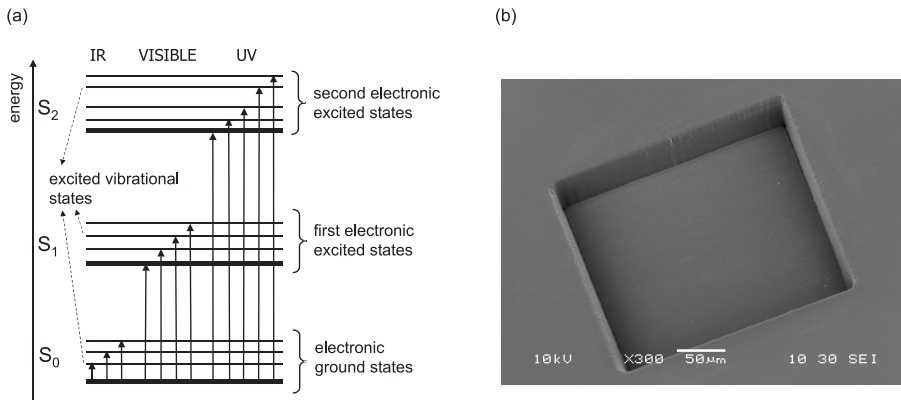 (a)
IR VISIBLE UV
energy
S2
second electronic
excited states
excited vibrational
states
S1
first electronic
excited states
S0
electronic
ground states
(b)
10kV X300 50μm 10 30 SEI